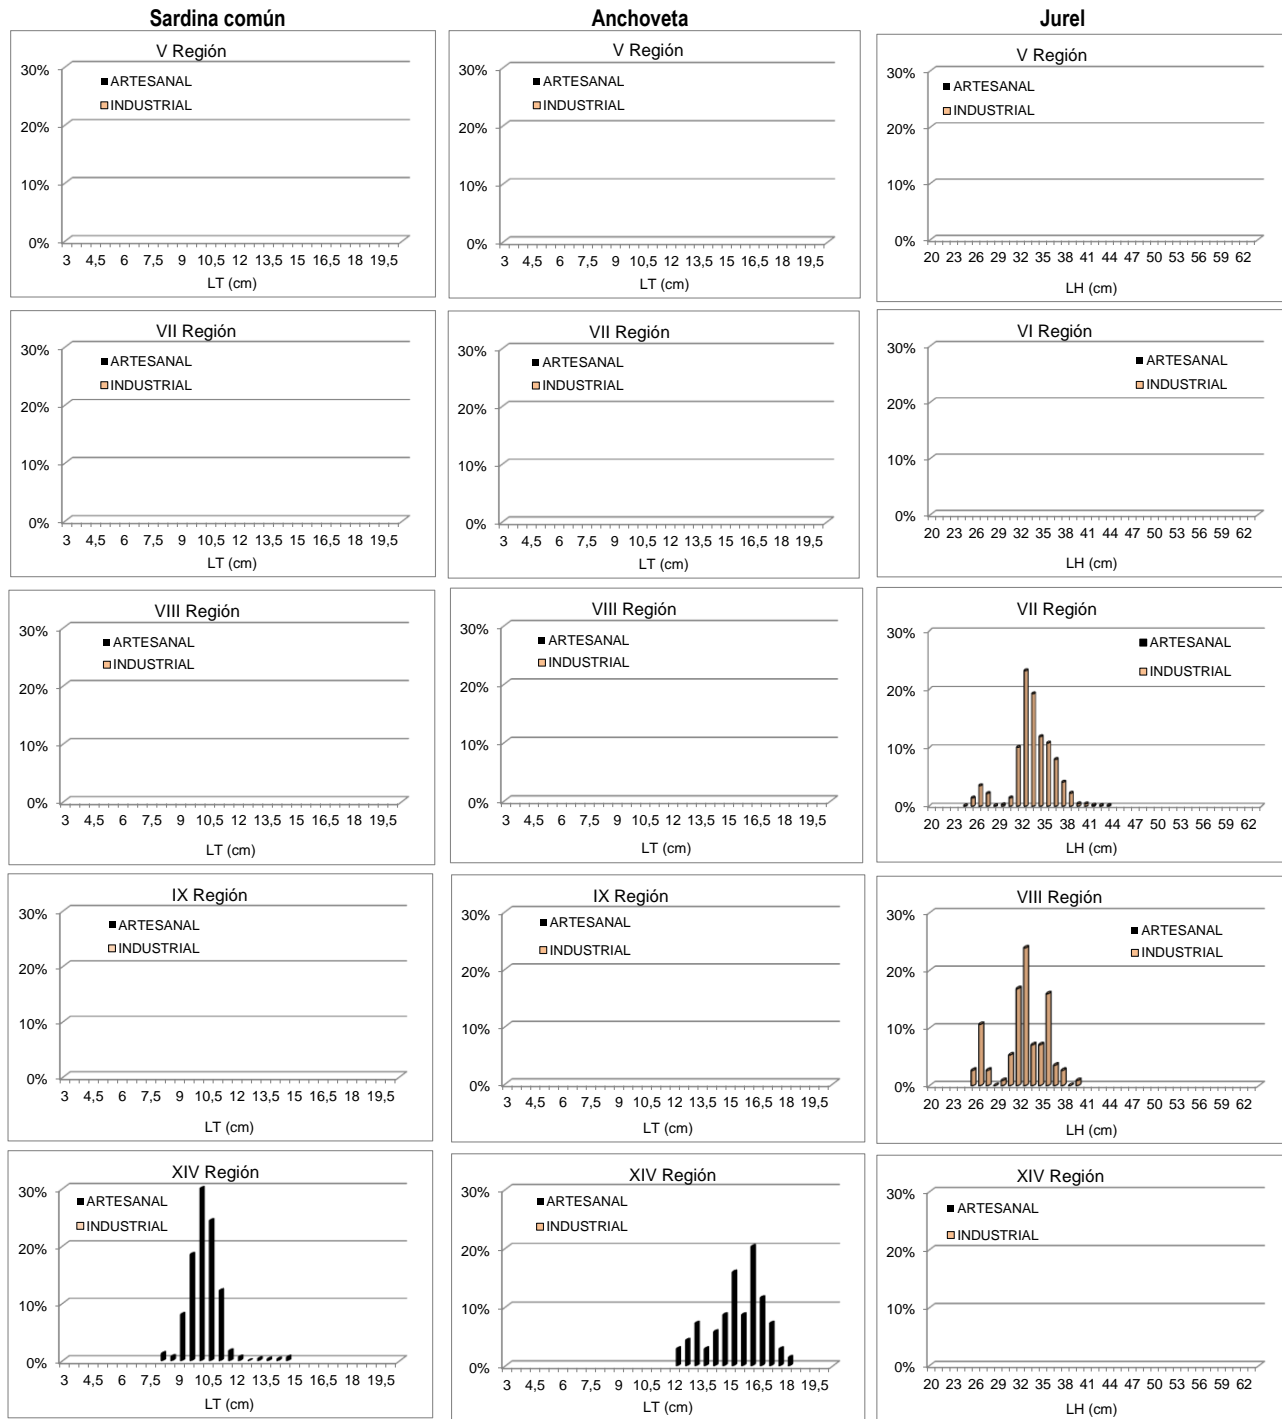 Sardina común
Anchoveta
Jurel
V Región
30%
20%
10%
0%
ARTESANAL
INDUSTRIAL
3 4,5 6 7,5 9 10,5 12 13,5 15 16,5 18 19,5
LT (cm)
V Región
30%
20%
10%
0%
ARTESANAL
INDUSTRIAL
3 4,5 6 7,5 9 10,5 12 13,5 15 16,5 18 19,5
LT (cm)
V Región
30%
20%
10%
0%
ARTESANAL
INDUSTRIAL
20 23 26 29 32 35 38 41 44 47 50 53 56 59 62
LH (cm)
VII Región
30%
20%
10%
0%
ARTESANAL
INDUSTRIAL
3 4,5 6 7,5 9 10,5 12 13,5 15 16,5 18 19,5
LT (cm)
VII Región
30%
20%
10%
0%
ARTESANAL
INDUSTRIAL
3 4,5 6 7,5 9 10,5 12 13,5 15 16,5 18 19,5
LT (cm)
VI Región
30%
20%
10%
0%
ARTESANAL
INDUSTRIAL
20 23 26 29 32 35 38 41 44 47 50 53 56 59 62
LH (cm)
VIII Región
30%
20%
10%
0%
ARTESANAL
INDUSTRIAL
3 4,5 6 7,5 9 10,5 12 13,5 15 16,5 18 19,5
LT (cm)
VIII Región
30%
20%
10%
0%
ARTESANAL
INDUSTRIAL
3 4,5 6 7,5 9 10,5 12 13,5 15 16,5 18 19,5
LT (cm)
VII Región
30%
20%
10%
0%
ARTESANAL
INDUSTRIAL
20 23 26 29 32 35 38 41 44 47 50 53 56 59 62
LH (cm)
IX Región
30%
20%
10%
0%
ARTESANAL
INDUSTRIAL
3 4,5 6 7,5 9 10,5 12 13,5 15 16,5 18 19,5
LT (cm)
IX Región
30%
20%
10%
0%
ARTESANAL
INDUSTRIAL
3 4,5 6 7,5 9 10,5 12 13,5 15 16,5 18 19,5
LT (cm)
VIII Región
30%
20%
10%
0%
ARTESANAL
INDUSTRIAL
20 23 26 29 32 35 38 41 44 47 50 53 56 59 62
LH (cm)
XIV Región
30%
20%
10%
0%
ARTESANAL
INDUSTRIAL
3 4,5 6 7,5 9 10,5 12 13,5 15 16,5 18 19,5
LT (cm)
XIV Región
30%
20%
10%
0%
ARTESANAL
INDUSTRIAL
3 4,5 6 7,5 9 10,5 12 13,5 15 16,5 18 19,5
LT (cm)
XIV Región
30%
20%
10%
0%
ARTESANAL
INDUSTRIAL
20 23 26 29 32 35 38 41 44 47 50 53 56 59 62
LH (cm)